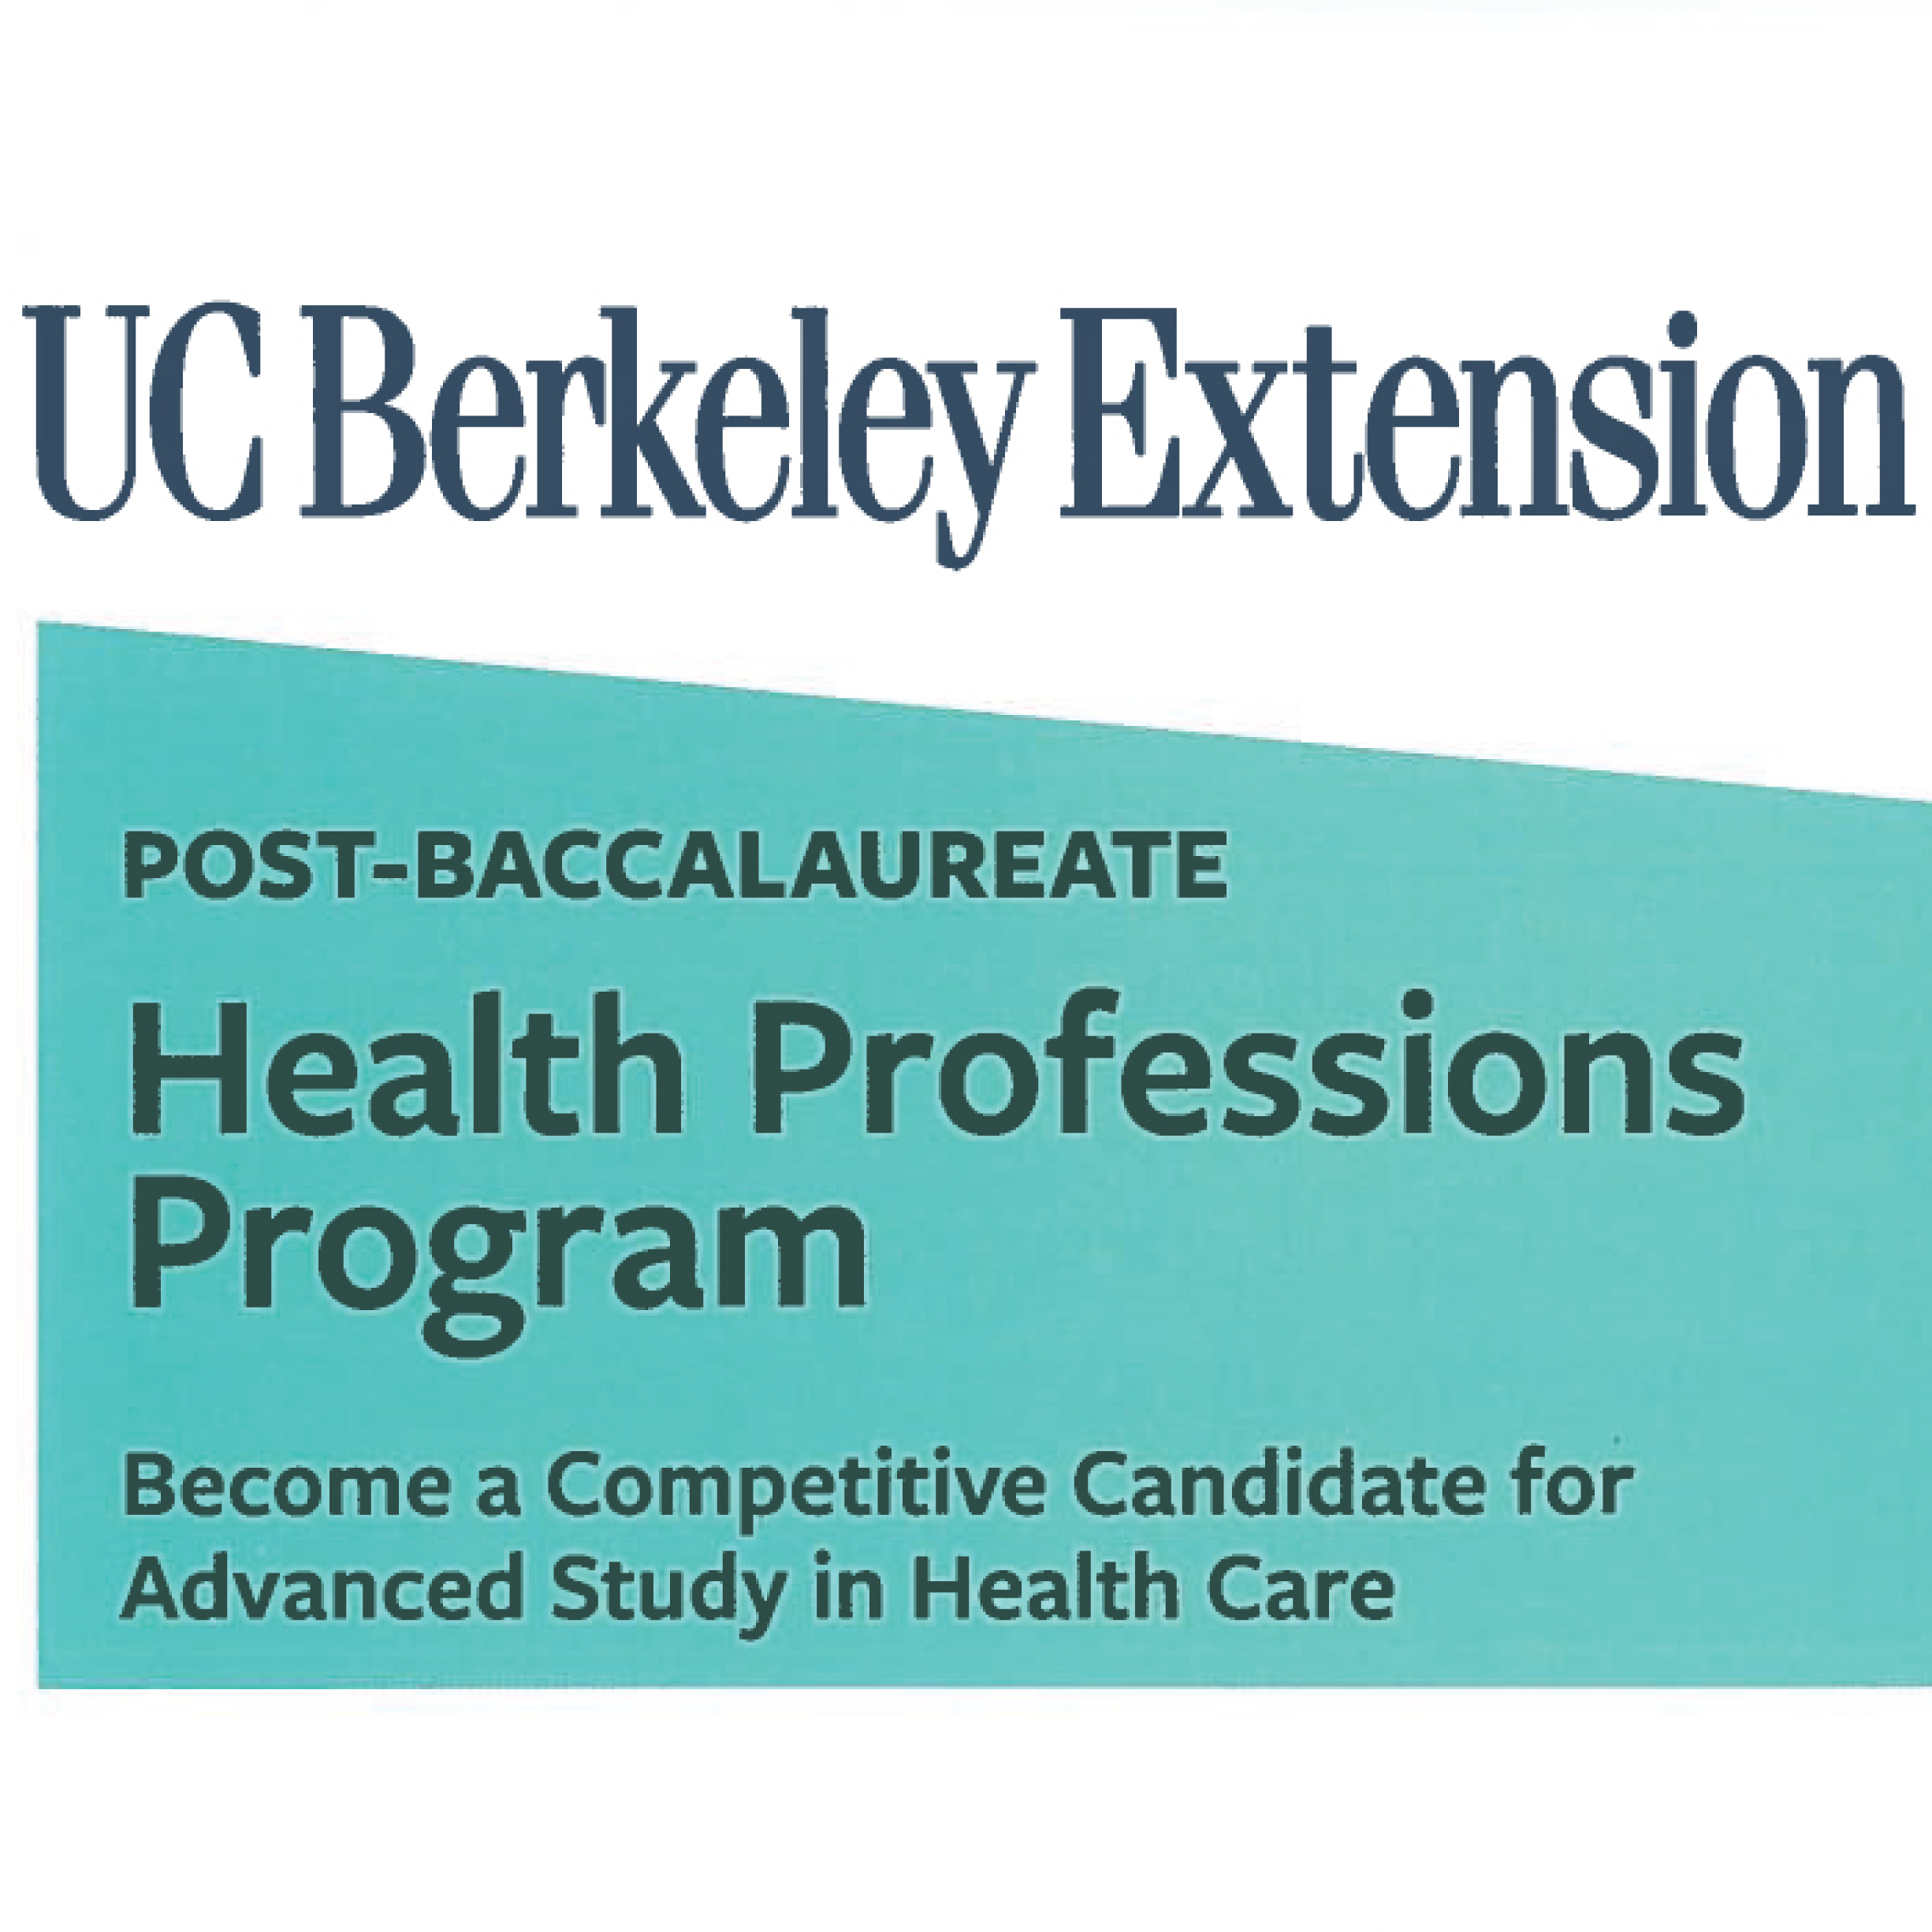 UC Berkeley Extension
POST-BACCALAUREATE
Health Professions
Program
Become a Competitive Candidate for
Advanced Study in Health Care